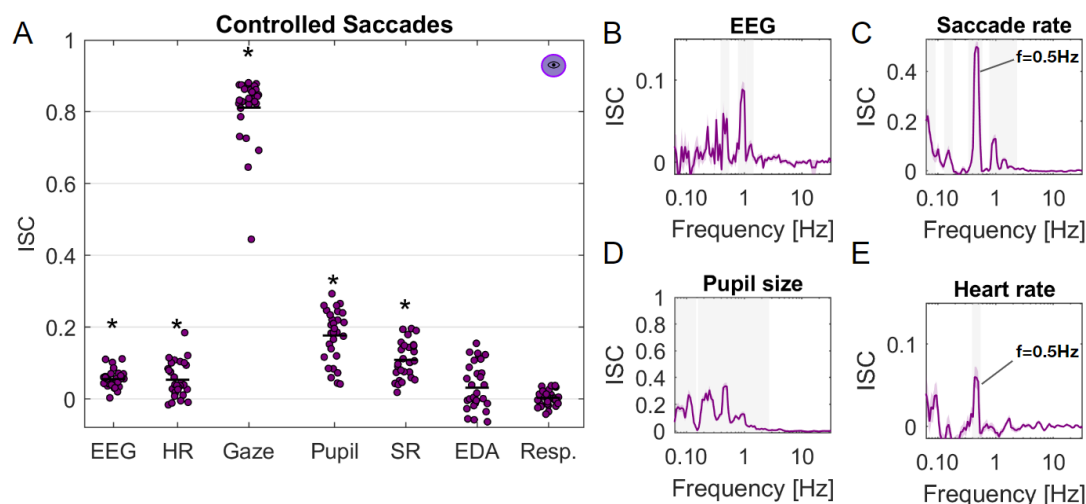 A
Controlled Saccades
ISC
1
0.8
0.6
0.4
0.2
0
*
*
*
*
*
EEG HR Gaze Pupil SR EDA Resp.
B
EEG
ISC
0.1
0
0.10 1 10
Frequency [Hz]
C
Saccade rate
f=0.5Hz
ISC
0.4
0.2
0
0.10 1 10
Frequency [Hz]
D
Pupil size
ISC
1
0.8
0.6
0.4
0.2
0
0.10 1 10
Frequency [Hz]
E
Heart rate
f=0.5Hz
ISC
0.1
0
0.10 1 10
Frequency [Hz]